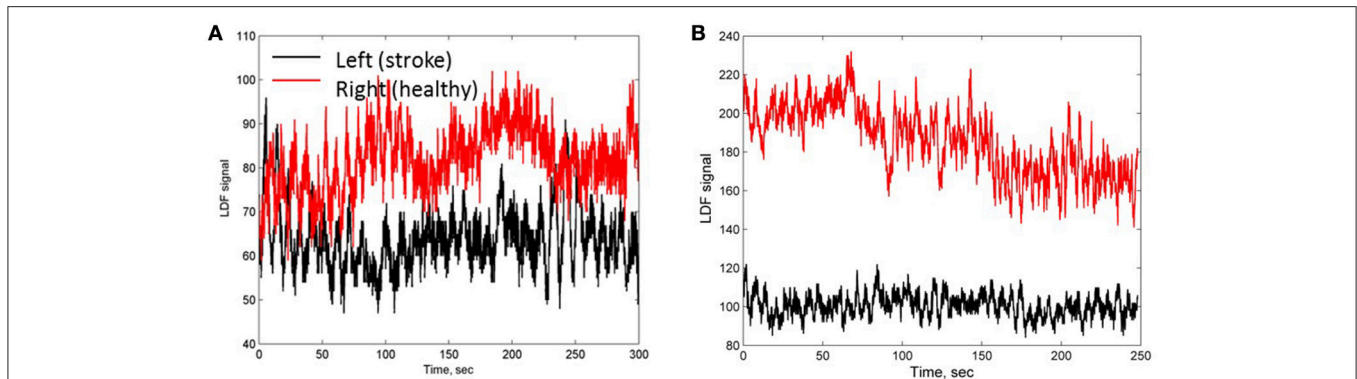 A
110
100
90
80
70
60
50
40
LDF signal
Left (stroke)
Right (healthy)
0 50 100 150 200 250 300
Time, sec
B
240
220
200
180
160
140
120
100
80
LDF signal
0 50 100 150 200 250
Time, sec